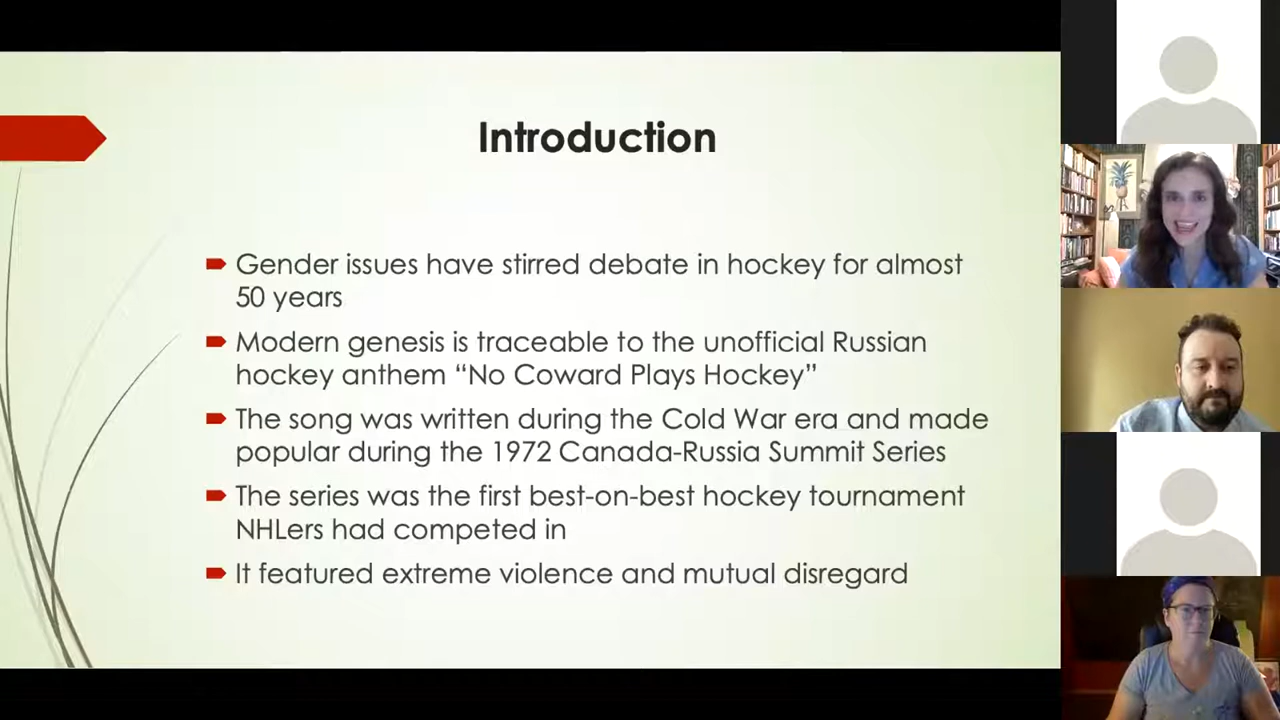 Introduction
Gender issues have stirred debate in hockey for almost
50 years
Modern genesis is traceable to the unofficial Russian
hockey anthem “No Coward Plays Hockey”
The song was written during the Cold War era and made
popular during the 1972 Canada-Russia Summit Series
The series was the first best-on-best hockey tournament
NHLers had competed in
It featured extreme violence and mutual disregard